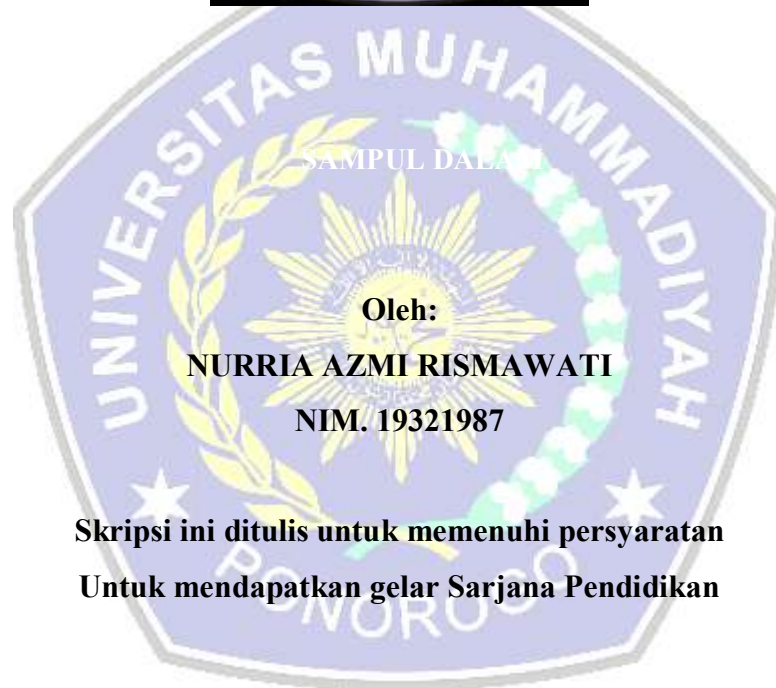 UNIVERSITAS MUHAMMADIYAH
SAMPUL DALAM
Oleh:
NURRIA AZMI RISMAWATI
NIM. 19321987
Skripsi ini ditulis untuk memenuhi persyaratan
Untuk mendapatkan gelar Sarjana Pendidikan
PONOROGO